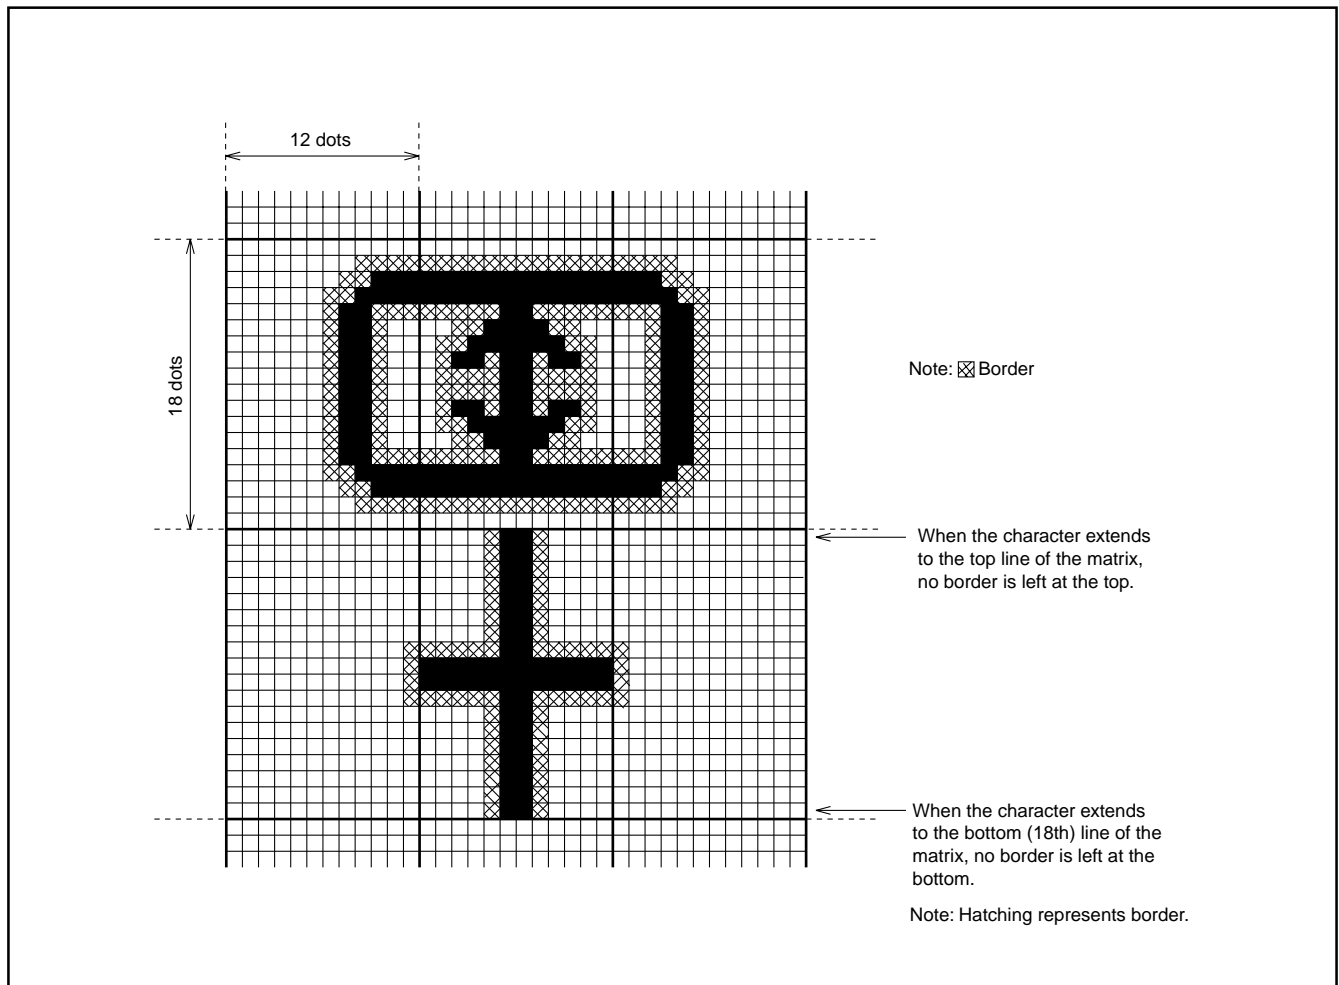 12 dots
18 dots
Note: Border
When the character extends
to the top line of the matrix,
no border is left at the top.
When the character extends
to the bottom (18th) line of the
matrix, no border is left at the
bottom.
Note: Hatching represents border.